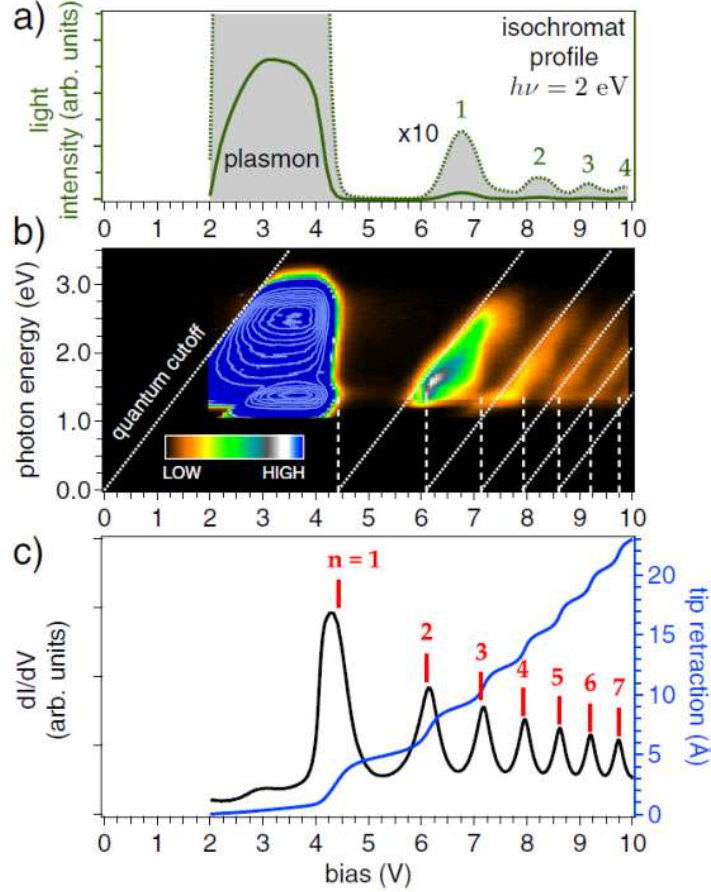 a)
light
intensity (arb. units)
isochromat
profile
hν = 2 eV
plasmon
x10
1
2
3
4
0 1 2 3 4 5 6 7 8 9 10
b)
photon energy (eV)
3.0
2.0
1.0
0.0
quantum cutoff
LOW HIGH
0 1 2 3 4 5 6 7 8 9 10
c)
dI/dV
(arb. units)
n = 1
2
3
4
5
6
7
20
15
10
5
0
tip retraction (Å)
0 1 2 3 4 5 6 7 8 9 10
bias (V)